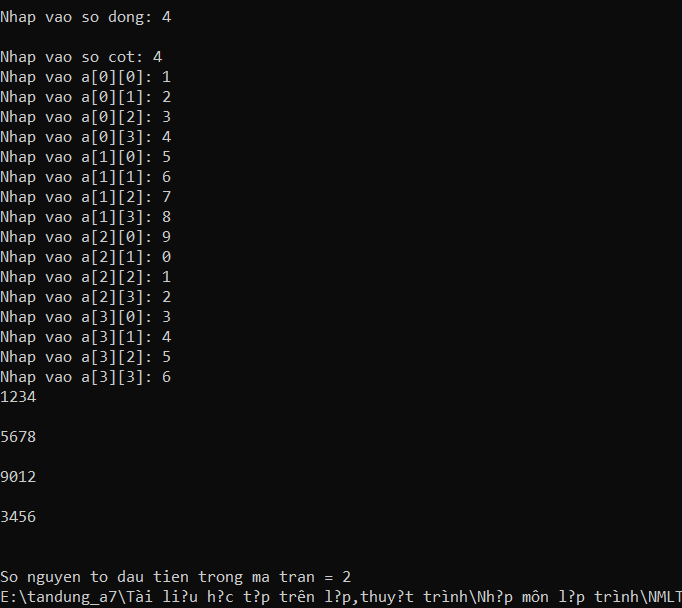 Nhap vao so dong: 4
Nhap vao so cot: 4
Nhap vao a[0][0]: 1
Nhap vao a[0][1]: 2
Nhap vao a[0][2]: 3
Nhap vao a[0][3]: 4
Nhap vao a[1][0]: 5
Nhap vao a[1][1]: 6
Nhap vao a[1][2]: 7
Nhap vao a[1][3]: 8
Nhap vao a[2][0]: 9
Nhap vao a[2][1]: 0
Nhap vao a[2][2]: 1
Nhap vao a[2][3]: 2
Nhap vao a[3][0]: 3
Nhap vao a[3][1]: 4
Nhap vao a[3][2]: 5
Nhap vao a[3][3]: 6
1234
5678
9012
3456
So nguyen to dau tien trong ma tran = 2
E:\tandung_a7\Tài li?u h?c t?p trên l?p,thuy?t trình\Nh?p môn l?p trình\NMLT